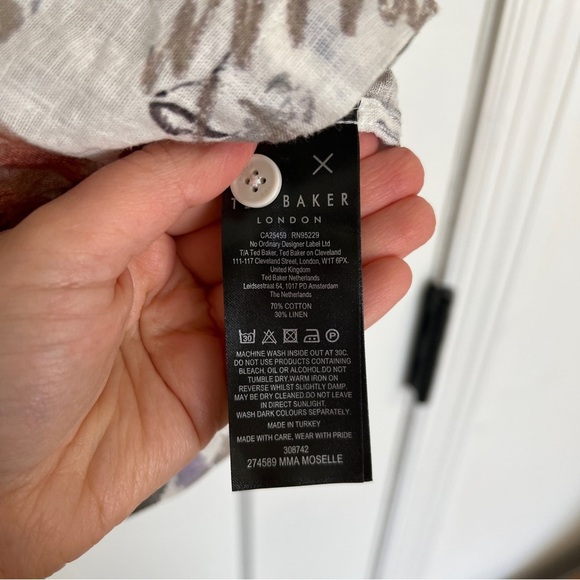 T BAKER
LONDON
CA25459 RN95229
No Ordinary Designer Label Ltd
T/A Ted Baker, Ted Baker on Cleveland
111-117 Cleveland Street, London, W1T 6PX.
United Kingdom
Ted Baker Netherlands
Leidsestraat 64, 1017 PD Amsterdam
The Netherlands
70% COTTON
30% LINEN
30 P
MACHINE WASH INSIDE OUT AT 30C.
DO NOT USE PRODUCTS CONTAINING
BLEACH, OIL OR ALCOHOL.DO NOT
TUMBLE DRY.WARM IRON ON
REVERSE WHILST SLIGHTLY DAMP.
MAY BE DRY CLEANED.DO NOT LEAVE
IN DIRECT SUNLIGHT.
WASH DARK COLOURS SEPARATELY.
MADE IN TURKEY
MADE WITH CARE, WEAR WITH PRIDE
308742
274589 MMA MOSELLE